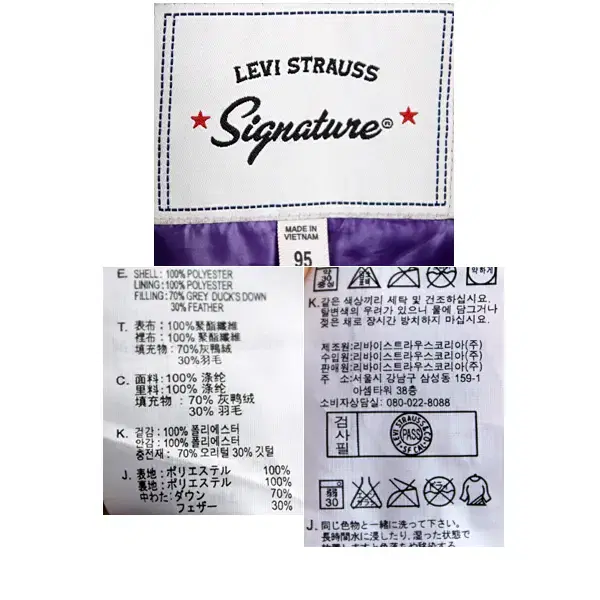 LEVI STRAUSS
Signature®
MADE IN
VIETNAM
95
E. SHELL: 100% POLYESTER
LINING: 100% POLYESTER
FILLING: 70% GREY DUCK'S DOWN
30% FEATHER
T. 表布：100%聚酯纖維
裡布：100%聚酯纖維
填充物：70%灰鴨絨
30%羽毛
C. 面料：100% 涤纶
里料：100% 涤纶
填充物：70% 灰鸭绒
30% 羽毛
K. 겉감: 100% 폴리에스터
안감: 100% 폴리에스터
충전재: 70% 오리털 30% 깃털
J. 表地: ポリエステル 100%
裏地: ポリエステル 100%
中わた: ダウン 70%
フェザー 30%
약하게
K. 같은 색상끼리 세탁 및 건조하십시요.
탈변색의 우려가 있으니 물에 담그거나
젖은 채로 장시간 방치하지 마십시요.
제조원: 리바이스트라우스코리아(주)
수입원: 리바이스트라우스코리아(주)
판매원: 리바이스트라우스코리아(주)
주 소: 서울시 강남구 삼성동 159-1
아셈타워 38층
소비자상담실: 080-022-8088
검사필
LEVI STRAUSS & CO
PASS
SF CAL
30
J. 同じ色物と一緒に洗って下さい。
長時間水に浸したり、湿った状態で